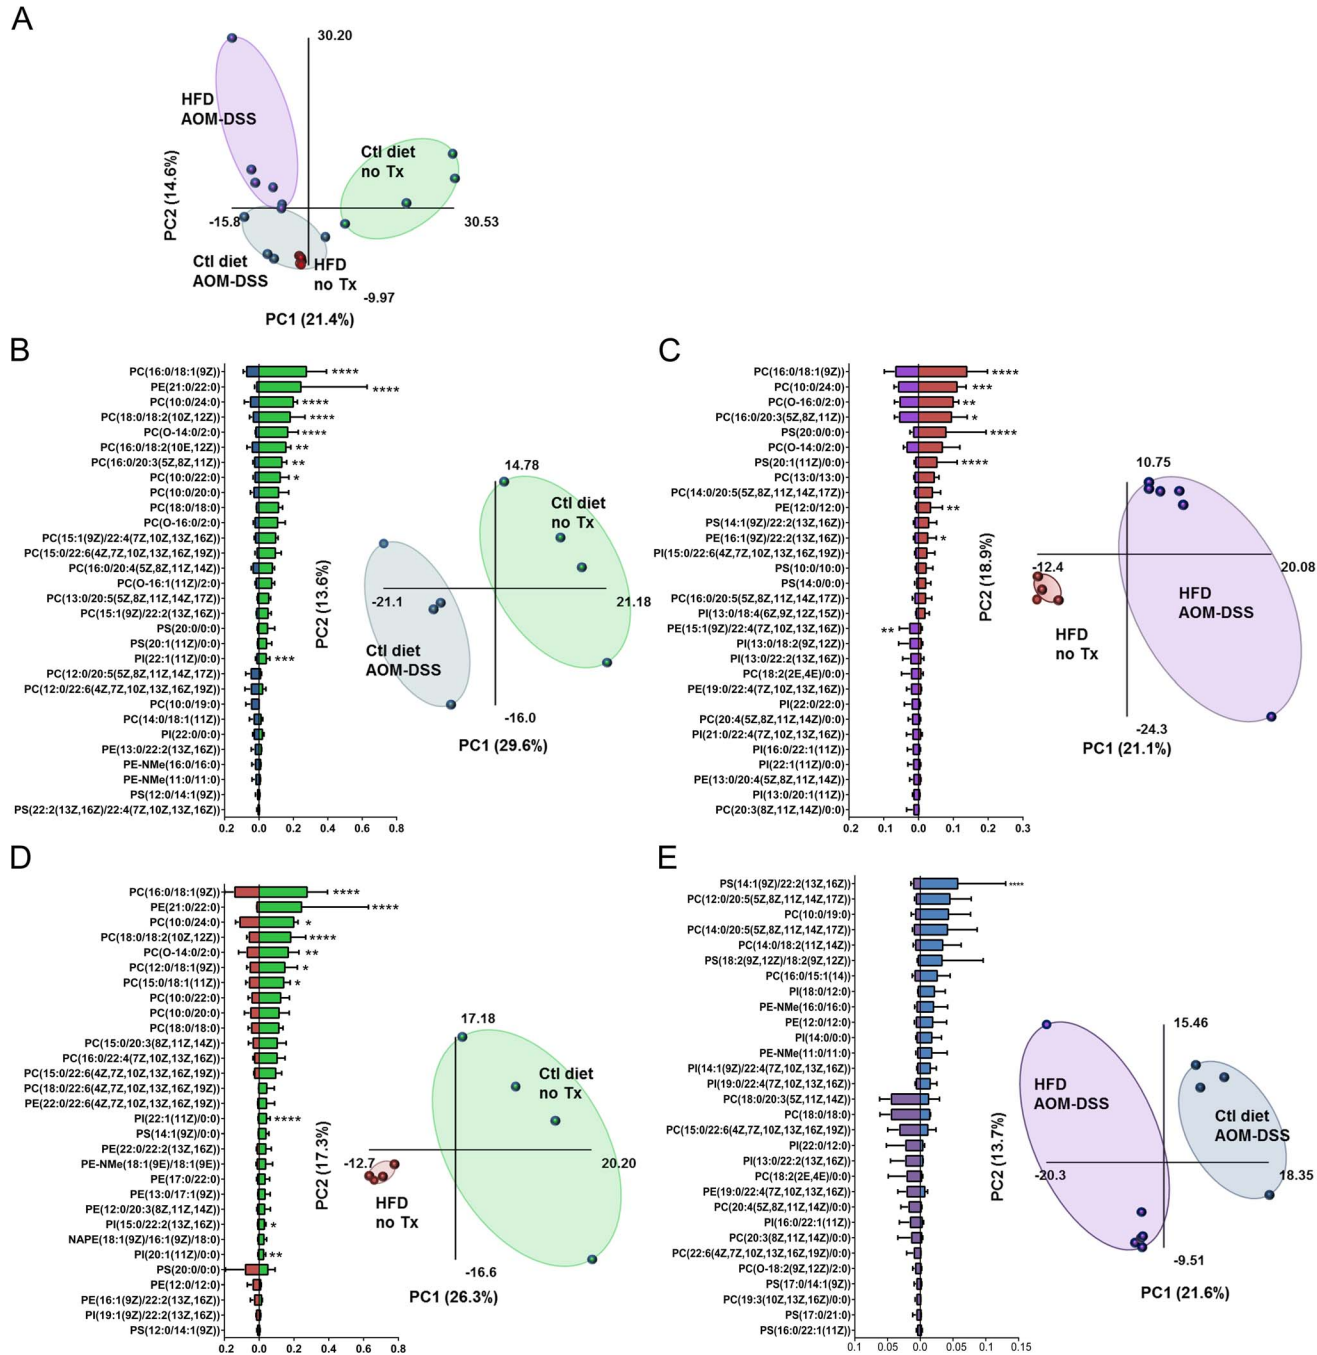 A
30.20
HFD
AOM-DSS
Ctl diet
no Tx
PC2 (14.6%)
-15.8
30.53
Ctl diet
AOM-DSS
HFD
no Tx
-9.97
PC1 (21.4%)
B
PC(16:0/18:1(9Z))
****
PE(21:0/22:0)
****
PC(10:0/24:0)
****
PC(18:0/18:2(10Z,12Z))
****
PC(O-14:0/2:0)
****
PC(16:0/18:2(10E,12Z))
**
PC(16:0/20:3(5Z,8Z,11Z))
**
PC(10:0/22:0)
*
PC(10:0/20:0)
PC(18:0/18:0)
PC(O-16:0/2:0)
PC(15:1(9Z)/22:4(7Z,10Z,13Z,16Z))
PC(15:0/22:6(4Z,7Z,10Z,13Z,16Z,19Z))
PC(16:0/20:4(5Z,8Z,11Z,14Z))
PC(O-16:1(11Z)/2:0)
PC(13:0/20:5(5Z,8Z,11Z,14Z,17Z))
PC(15:1(9Z)/22:2(13Z,16Z))
PS(20:0/0:0)
PS(20:1(11Z)/0:0)
PI(22:1(11Z)/0:0)
***
PC(12:0/20:5(5Z,8Z,11Z,14Z,17Z))
PC(12:0/22:6(4Z,7Z,10Z,13Z,16Z,19Z))
PC(10:0/19:0)
PC(14:0/18:1(11Z))
PI(22:0/0:0)
PE(13:0/22:2(13Z,16Z))
PE-NMe(16:0/16:0)
PE-NMe(11:0/11:0)
PS(12:0/14:1(9Z))
PS(22:2(13Z,16Z)/22:4(7Z,10Z,13Z,16Z))
0.2 0.0 0.2 0.4 0.6 0.8
14.78
Ctl diet
no Tx
PC2 (13.6%)
-21.1
21.18
Ctl diet
AOM-DSS
-16.0
PC1 (29.6%)
C
PC(16:0/18:1(9Z))
****
PC(10:0/24:0)
***
PC(O-16:0/2:0)
**
PC(16:0/20:3(5Z,8Z,11Z))
*
PS(20:0/0:0)
****
PC(O-14:0/2:0)
PS(20:1(11Z)/0:0)
****
PC(13:0/13:0)
PC(14:0/20:5(5Z,8Z,11Z,14Z,17Z))
PE(12:0/12:0)
**
PS(14:1(9Z)/22:2(13Z,16Z))
PE(16:1(9Z)/22:2(13Z,16Z))
*
PI(15:0/22:6(4Z,7Z,10Z,13Z,16Z,19Z))
PS(10:0/10:0)
PS(14:0/0:0)
PC(16:0/20:5(5Z,8Z,11Z,14Z,17Z))
PI(13:0/18:4(6Z,9Z,12Z,15Z))
PE(15:1(9Z)/22:4(7Z,10Z,13Z,16Z))
**
PI(13:0/18:2(9Z,12Z))
PI(13:0/22:2(13Z,16Z))
PC(18:2(2E,4E)/0:0)
PE(19:0/22:4(7Z,10Z,13Z,16Z))
PI(22:0/22:0)
PC(20:4(5Z,8Z,11Z,14Z)/0:0)
PI(21:0/22:4(7Z,10Z,13Z,16Z))
PI(16:0/22:1(11Z))
PI(22:1(11Z)/0:0)
PE(13:0/20:4(5Z,8Z,11Z,14Z))
PI(13:0/20:1(11Z))
PC(20:3(8Z,11Z,14Z)/0:0)
0.2 0.1 0.0 0.1 0.2 0.3
10.75
PC2 (18.9%)
-12.4
20.08
HFD
AOM-DSS
HFD
no Tx
-24.3
PC1 (21.1%)
D
PC(16:0/18:1(9Z))
****
PE(21:0/22:0)
****
PC(10:0/24:0)
*
PC(18:0/18:2(10Z,12Z))
****
PC(O-14:0/2:0)
**
PC(12:0/18:1(9Z))
*
PC(15:0/18:1(11Z))
*
PC(10:0/22:0)
PC(10:0/20:0)
PC(18:0/18:0)
PC(15:0/20:3(8Z,11Z,14Z))
PC(16:0/22:4(7Z,10Z,13Z,16Z))
PC(15:0/22:6(4Z,7Z,10Z,13Z,16Z,19Z))
PC(18:0/22:6(4Z,7Z,10Z,13Z,16Z,19Z))
PE(22:0/22:6(4Z,7Z,10Z,13Z,16Z,19Z))
PI(22:1(11Z)/0:0)
****
PS(14:1(9Z)/0:0)
PE(22:0/22:2(13Z,16Z))
PE-NMe(18:1(9E)/18:1(9E))
PE(17:0/22:0)
PE(13:0/17:1(9Z))
PE(12:0/20:3(8Z,11Z,14Z))
PI(15:0/22:2(13Z,16Z))
*
NAPE(18:1(9Z)/16:1(9Z)/18:0)
PI(20:1(11Z)/0:0)
**
PS(20:0/0:0)
PE(12:0/12:0)
PE(16:1(9Z)/22:2(13Z,16Z))
PI(19:1(9Z)/22:2(13Z,16Z))
PS(12:0/14:1(9Z))
0.2 0.0 0.2 0.4 0.6 0.8
17.18
Ctl diet
no Tx
PC2 (17.3%)
-12.7
20.20
HFD
no Tx
-16.6
PC1 (26.3%)
E
PS(14:1(9Z)/22:2(13Z,16Z))
****
PC(12:0/20:5(5Z,8Z,11Z,14Z,17Z))
PC(10:0/19:0)
PC(14:0/20:5(5Z,8Z,11Z,14Z,17Z))
PC(14:0/18:2(11Z,14Z))
PS(18:2(9Z,12Z)/18:2(9Z,12Z))
PC(16:0/15:1(14))
PI(18:0/12:0)
PE-NMe(16:0/16:0)
PE(12:0/12:0)
PI(14:0/0:0)
PE-NMe(11:0/11:0)
PI(14:1(9Z)/22:4(7Z,10Z,13Z,16Z))
PI(19:0/22:4(7Z,10Z,13Z,16Z))
PC(18:0/20:3(5Z,11Z,14Z))
PC(18:0/18:0)
PC(15:0/22:6(4Z,7Z,10Z,13Z,16Z,19Z))
PI(22:0/12:0)
PI(13:0/22:2(13Z,16Z))
PC(18:2(2E,4E)/0:0)
PE(19:0/22:4(7Z,10Z,13Z,16Z))
PC(20:4(5Z,8Z,11Z,14Z)/0:0)
PI(16:0/22:1(11Z))
PC(20:3(8Z,11Z,14Z)/0:0)
PC(22:6(4Z,7Z,10Z,13Z,16Z,19Z)/0:0)
PC(O-18:2(9Z,12Z)/2:0)
PS(17:0/14:1(9Z))
PC(19:3(10Z,13Z,16Z)/0:0)
PS(17:0/21:0)
PS(16:0/22:1(11Z))
0.1 0.05 0.0 0.05 0.1 0.15
15.46
HFD
AOM-DSS
Ctl diet
AOM-DSS
PC2 (13.7%)
-20.3
18.35
-9.51
PC1 (21.6%)